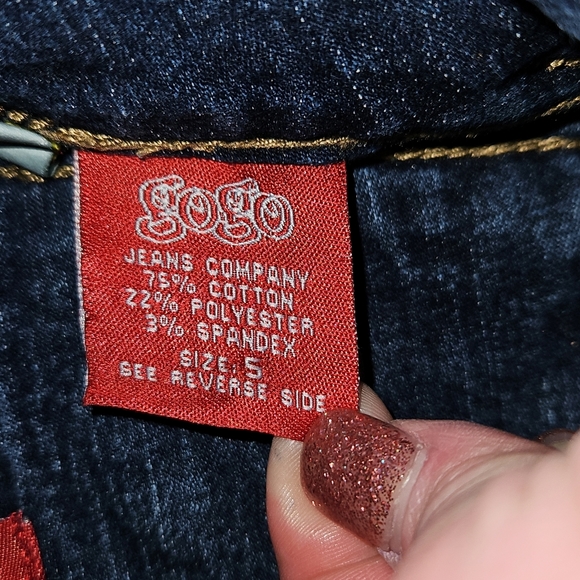 gogo
JEANS COMPANY
75% COTTON
22% POLYESTER
3% SPANDEX
SIZE: 5
SEE REVERSE SIDE